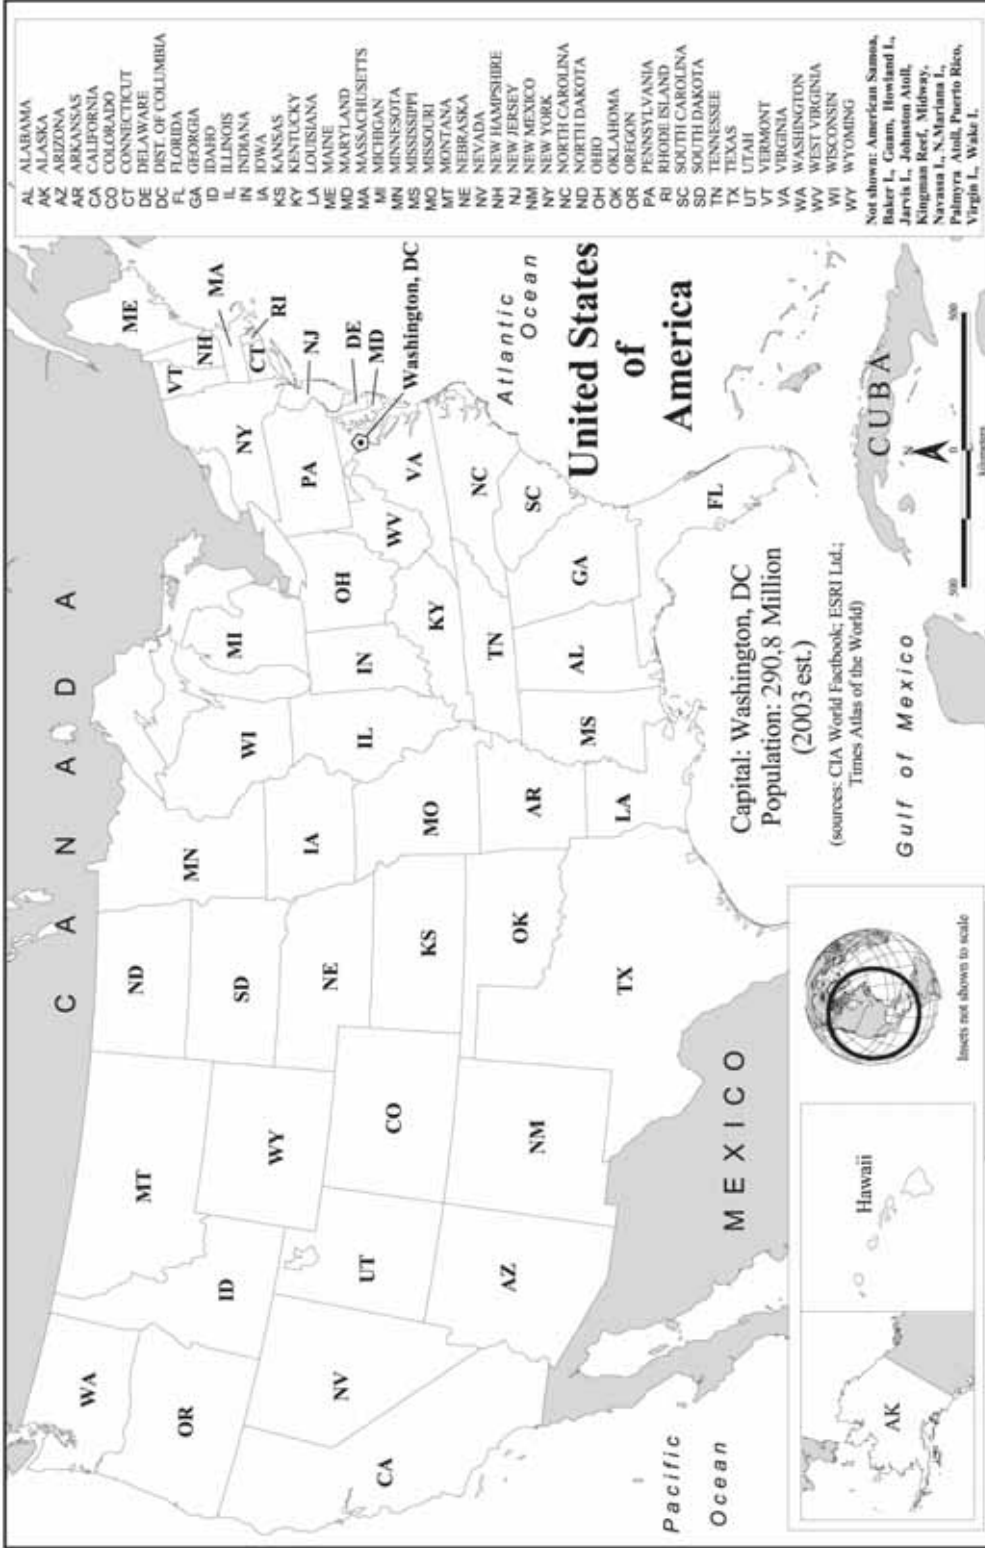 CANADA
WA
OR
CA
NV
ID
MT
WY
UT
AZ
CO
NM
ND
SD
NE
KS
OK
TX
MN
IA
MO
AR
LA
WI
IL
MS
MI
IN
OH
KY
TN
AL
GA
FL
SC
NC
VA
WV
PA
NY
VT
NH
ME
MA
RI
CT
NJ
DE
MD
Washington, DC
Atlantic
Ocean
United States
of
America
Capital: Washington, DC
Population: 290,8 Million
(2003 est.)
(sources: CIA World Factbook; ESRI Ltd.;
Times Atlas of the World)
Gulf of Mexico
MEXICO
Pacific
Ocean
CUBA
N
500
0
500
kilometers
AK
Hawaii
Insets not shown to scale
AL ALABAMA
AK ALASKA
AZ ARIZONA
AR ARKANSAS
CA CALIFORNIA
CO COLORADO
CT CONNECTICUT
DE DELAWARE
DC DIST. OF COLUMBIA
FL FLORIDA
GA GEORGIA
ID IDAHO
IL ILLINOIS
IN INDIANA
IA IOWA
KS KANSAS
KY KENTUCKY
LA LOUISIANA
ME MAINE
MD MARYLAND
MA MASSACHUSETTS
MI MICHIGAN
MN MINNESOTA
MS MISSISSIPPI
MO MISSOURI
MT MONTANA
NE NEBRASKA
NV NEVADA
NH NEW HAMPSHIRE
NJ NEW JERSEY
NM NEW MEXICO
NY NEW YORK
NC NORTH CAROLINA
ND NORTH DAKOTA
OH OHIO
OK OKLAHOMA
OR OREGON
PA PENNSYLVANIA
RI RHODE ISLAND
SC SOUTH CAROLINA
SD SOUTH DAKOTA
TN TENNESSEE
TX TEXAS
UT UTAH
VT VERMONT
VA VIRGINIA
WA WASHINGTON
WV WEST VIRGINIA
WI WISCONSIN
WY WYOMING
Not shown: American Samoa,
Baker I., Guam, Howland I.,
Jarvis I., Johnston Atoll,
Kingman Reef, Midway,
Navassa I., N.Mariana I.,
Palmyra Atoll, Puerto Rico,
Virgin I., Wake I.